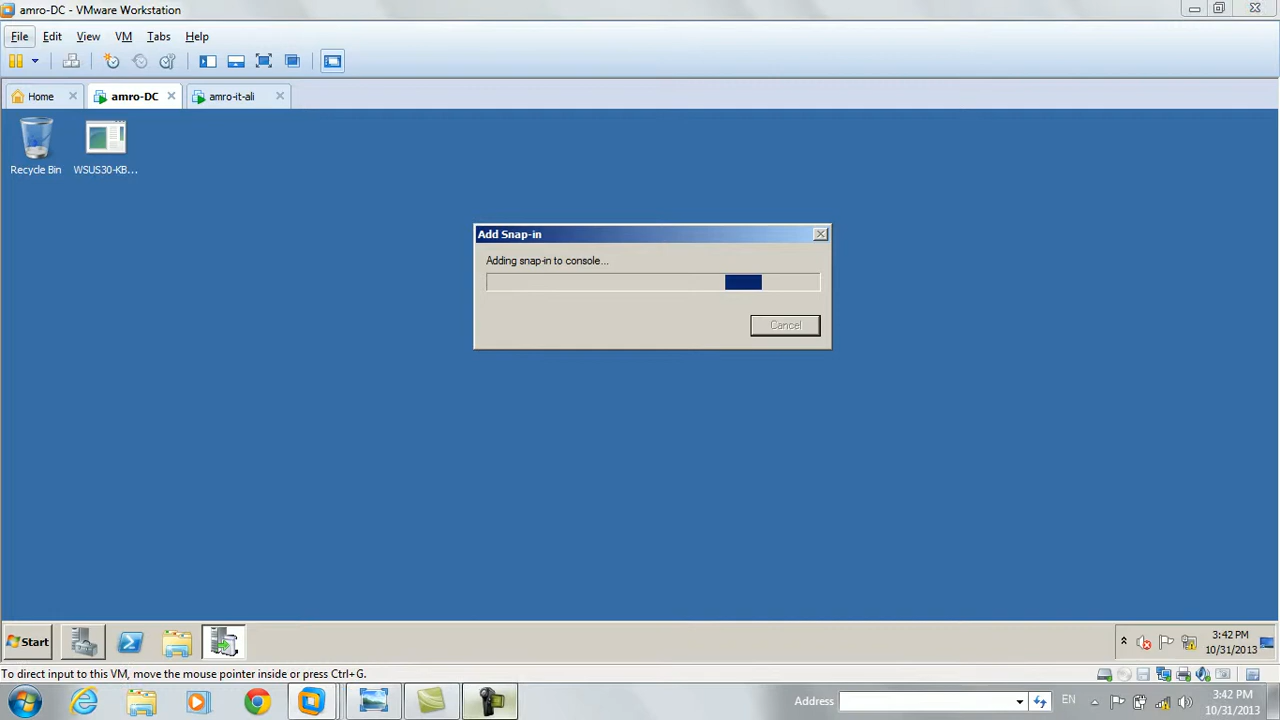 amro-DC - VMware Workstation
File Edit View VM Tabs Help
Home amro-DC amro-it-ali
Recycle Bin WSUS30-KB...
Add Snap-in
Adding snap-in to console...
Cancel
Start 3:42 PM
10/31/2013
To direct input to this VM, move the mouse pointer inside or press Ctrl+G.
Address EN 3:42 PM
10/31/2013